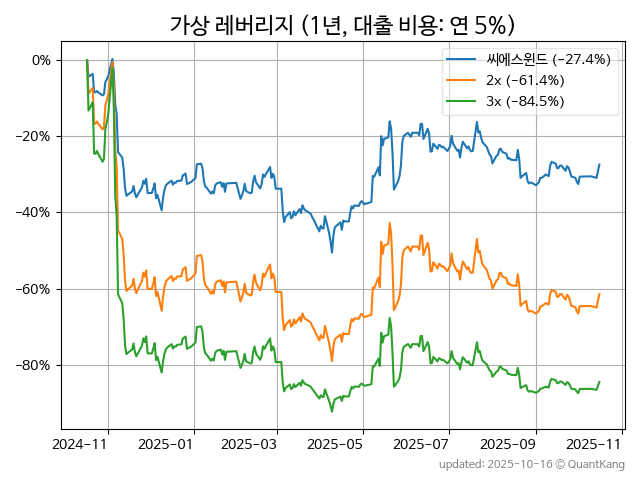 가상 레버리지 (1년, 대출 비용: 연 5%)
씨에스윈드 (−27.4%)
2x (−61.4%)
3x (−84.5%)
0%
−20%
−40%
−60%
−80%
2024-11 2025-01 2025-03 2025-05 2025-07 2025-09 2025-11
updated: 2025-10-16 © QuantKang